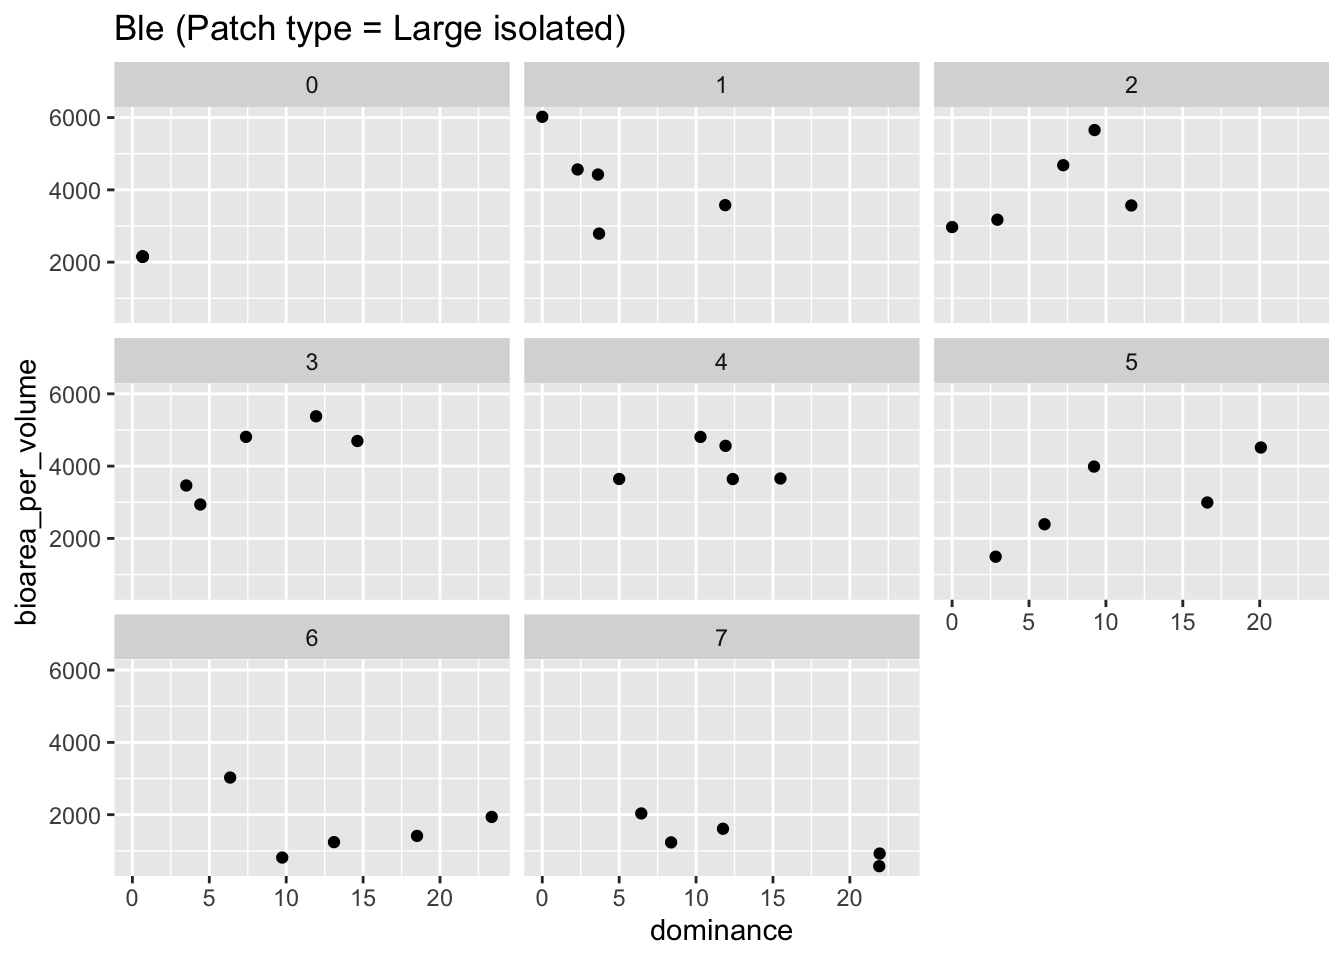 Ble (Patch type = Large isolated)
0 1 2
6000
4000
2000
3 4 5
6000
4000
2000
0 5 10 15 20
6 7
6000
4000
2000
0 5 10 15 20 0 5 10 15 20
dominance
bioarea_per_volume